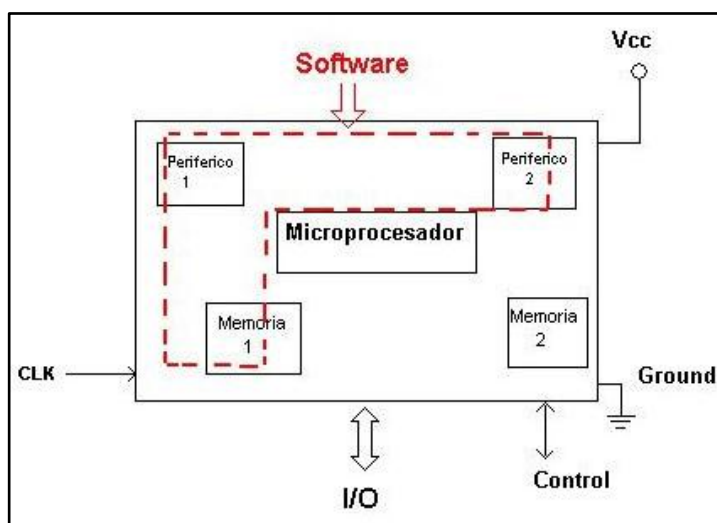 Vcc
Software
Periferico
1
Periferico
2
Microprocesador
Memoria
1
Memoria
2
CLK
Ground
Control
I/O